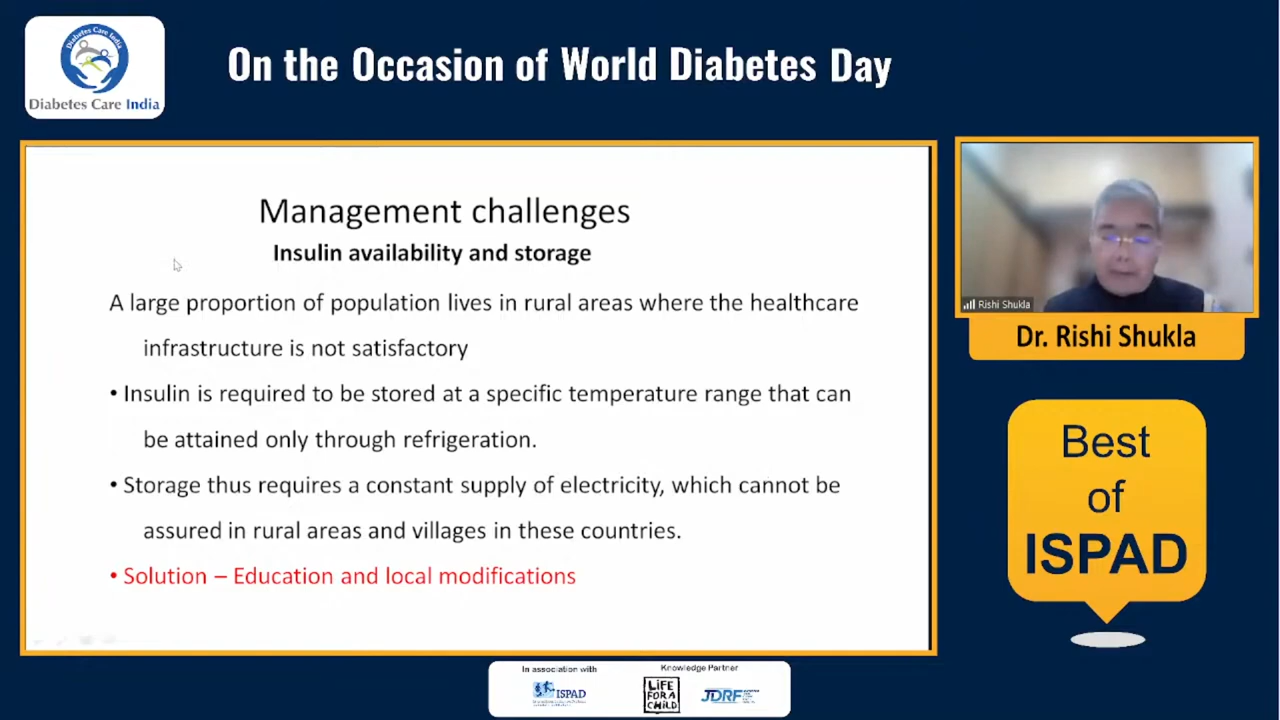 Diabetes Care India
Diabetes Care India
On the Occasion of World Diabetes Day
Management challenges
Insulin availability and storage
A large proportion of population lives in rural areas where the healthcare
infrastructure is not satisfactory
• Insulin is required to be stored at a specific temperature range that can
be attained only through refrigeration.
• Storage thus requires a constant supply of electricity, which cannot be
assured in rural areas and villages in these countries.
• Solution – Education and local modifications
Rishi Shukla
Dr. Rishi Shukla
Best
of
ISPAD
In association with
ISPAD
Knowledge Partner
LiFE
FOR A
CHiLD
JDRF